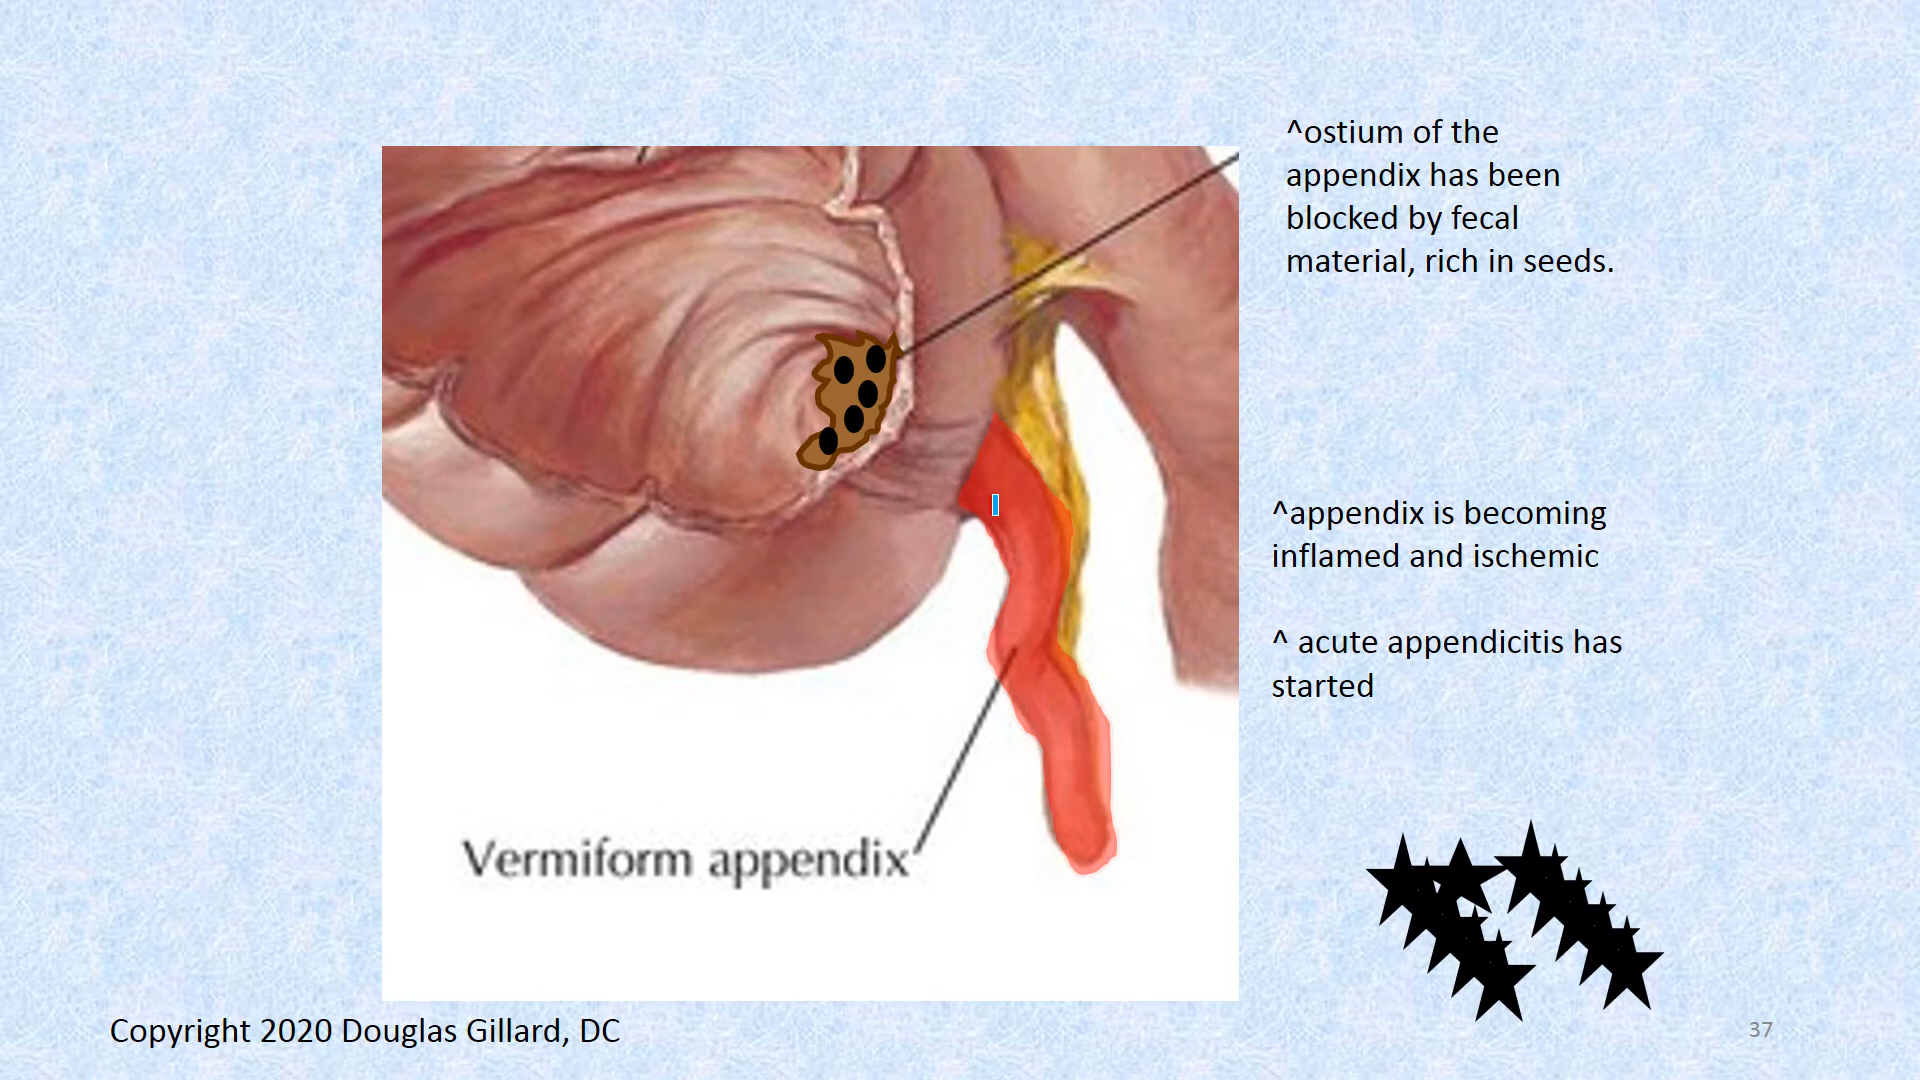 ^ostium of the
appendix has been
blocked by fecal
material, rich in seeds.
^appendix is becoming
inflamed and ischemic
^ acute appendicitis has
started
Vermiform appendix
Copyright 2020 Douglas Gillard, DC
37